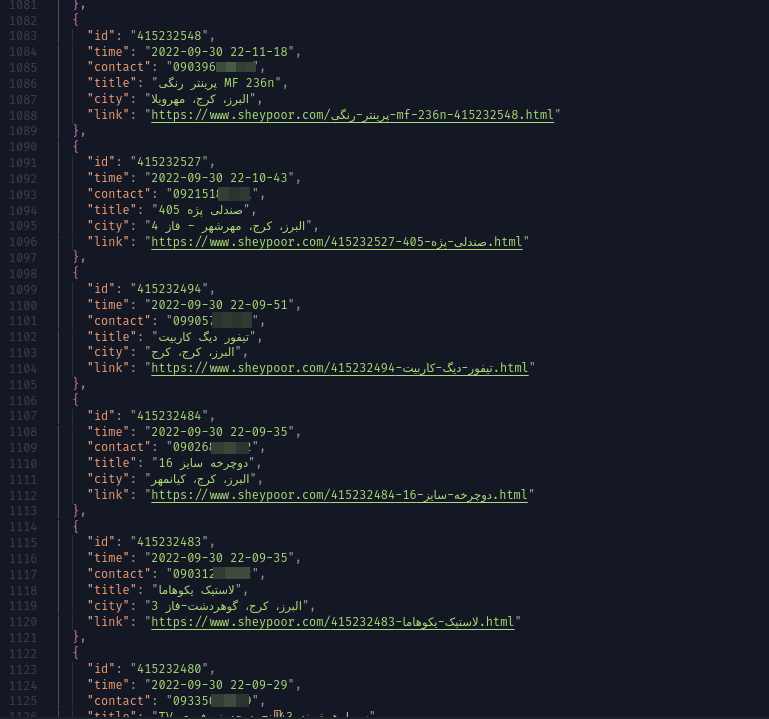 1081 },
1082 {
1083 "id": "415232548",
1084 "time": "2022-09-30 22-11-18",
1085 "contact": "090396 ",
1086 "title": "پرینتر رنگی MF 236n",
1087 "city": "البرز، کرج، مهرویلا",
1088 "link": "https://www.sheypoor.com/پرینتر-رنگی-mf-236n-415232548.html"
1089 },
1090 {
1091 "id": "415232527",
1092 "time": "2022-09-30 22-10-43",
1093 "contact": "092151 ",
1094 "title": "صندلی پژه 405",
1095 "city": "البرز، کرج، مهرشهر - فاز 4",
1096 "link": "https://www.sheypoor.com/صندلی-پژه-405-415232527.html"
1097 },
1098 {
1099 "id": "415232494",
1100 "time": "2022-09-30 22-09-51",
1101 "contact": "09905 ",
1102 "title": "تیفور دیگ کاربیت",
1103 "city": "البرز، کرج، کرج",
1104 "link": "https://www.sheypoor.com/تیفور-دیگ-کاربیت-415232494.html"
1105 },
1106 {
1107 "id": "415232484",
1108 "time": "2022-09-30 22-09-35",
1109 "contact": "09026 ",
1110 "title": "دوچرخه سایز 16",
1111 "city": "البرز، کرج، کیانمهر",
1112 "link": "https://www.sheypoor.com/دوچرخه-سایز-16-415232484.html"
1113 },
1114 {
1115 "id": "415232483",
1116 "time": "2022-09-30 22-09-35",
1117 "contact": "090312 ",
1118 "title": "لاستیک یکوهاما",
1119 "city": "البرز، کرج، گوهردشت-فاز 3",
1120 "link": "https://www.sheypoor.com/لاستیک-یکوهاما-415232483.html"
1121 },
1122 {
1123 "id": "415232480",
1124 "time": "2022-09-30 22-09-29",
1125 "contact": "09335 ",
1126 "title":